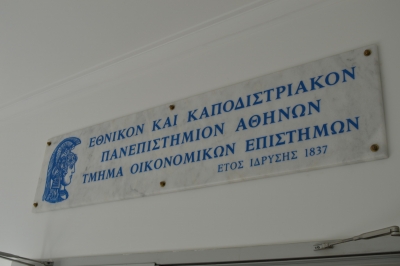 ΕΘΝΙΚΟΝ ΚΑΙ ΚΑΠΟΔΙΣΤΡΙΑΚΟΝ
ΠΑΝΕΠΙΣΤΗΜΙΟΝ ΑΘΗΝΩΝ
ΤΜΗΜΑ ΟΙΚΟΝΟΜΙΚΩΝ ΕΠΙΣΤΗΜΩΝ
ΕΤΟΣ ΙΔΡΥΣΗΣ 1837